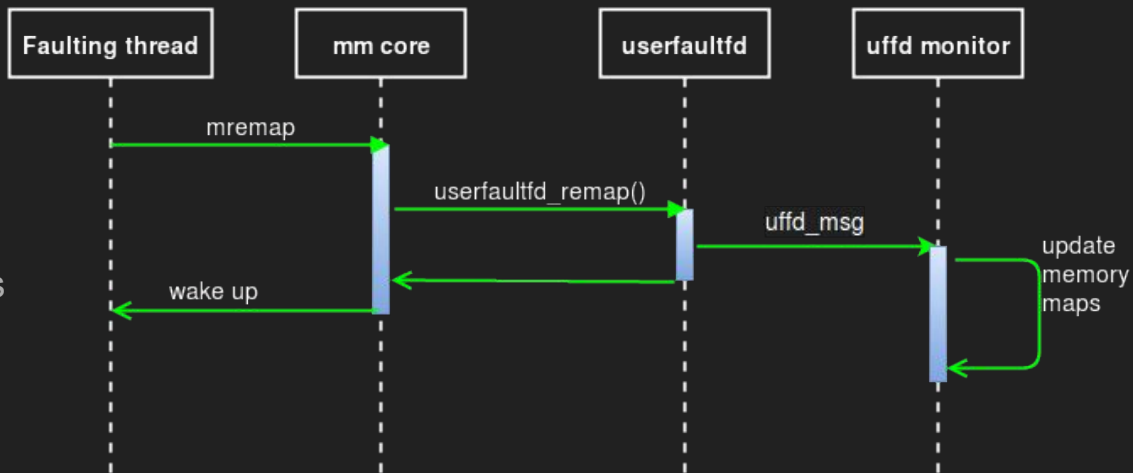 Faulting thread
mm core
userfaultfd
uffd monitor
mremap
userfaultfd_remap()
uffd_msg
update
memory
maps
s
wake up